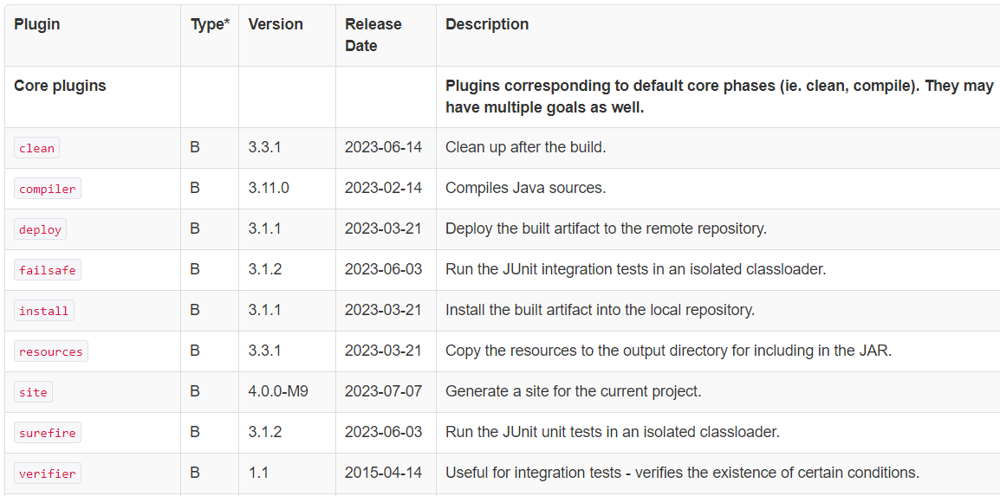 Plugin Type* Version Release Date Description
Core plugins Plugins corresponding to default core phases (ie. clean, compile). They may
have multiple goals as well.
clean B 3.3.1 2023-06-14 Clean up after the build.
compiler B 3.11.0 2023-02-14 Compiles Java sources.
deploy B 3.1.1 2023-03-21 Deploy the built artifact to the remote repository.
failsafe B 3.1.2 2023-06-03 Run the JUnit integration tests in an isolated classloader.
install B 3.1.1 2023-03-21 Install the built artifact into the local repository.
resources B 3.3.1 2023-03-21 Copy the resources to the output directory for including in the JAR.
site B 4.0.0-M9 2023-07-07 Generate a site for the current project.
surefire B 3.1.2 2023-06-03 Run the JUnit unit tests in an isolated classloader.
verifier B 1.1 2015-04-14 Useful for integration tests - verifies the existence of certain conditions.